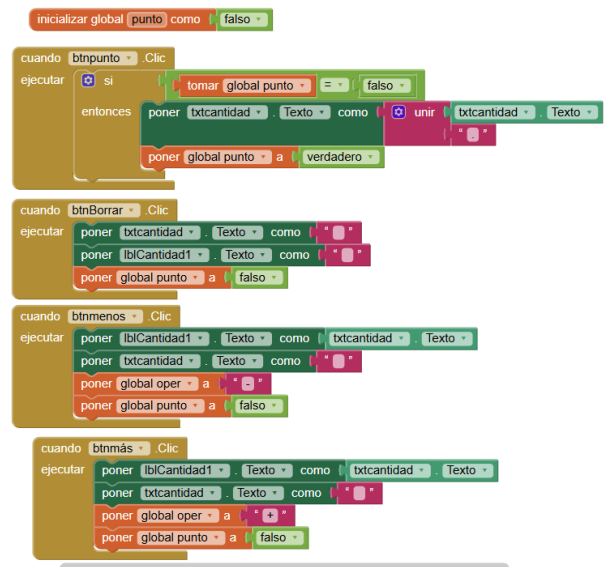 inicializar global punto como falso
cuando btnpunto .Clic
ejecutar si tomar global punto = falso
entonces poner txtcantidad . Texto como unir txtcantidad . Texto
" . "
poner global punto a verdadero
cuando btnBorrar .Clic
ejecutar poner txtcantidad . Texto como " "
poner lblCantidad1 . Texto como " "
poner global punto a falso
cuando btnmenos .Clic
ejecutar poner lblCantidad1 . Texto como txtcantidad . Texto
poner txtcantidad . Texto como " "
poner global oper a " - "
poner global punto a falso
cuando btnmás .Clic
ejecutar poner lblCantidad1 . Texto como txtcantidad . Texto
poner txtcantidad . Texto como " "
poner global oper a " + "
poner global punto a falso